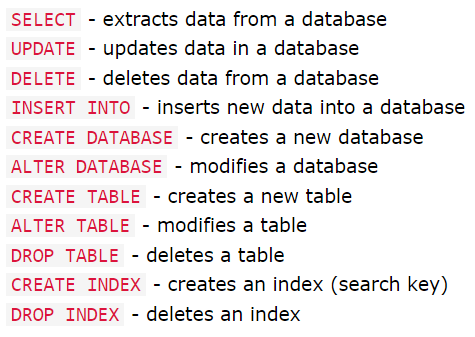 SELECT - extracts data from a database
UPDATE - updates data in a database
DELETE - deletes data from a database
INSERT INTO - inserts new data into a database
CREATE DATABASE - creates a new database
ALTER DATABASE - modifies a database
CREATE TABLE - creates a new table
ALTER TABLE - modifies a table
DROP TABLE - deletes a table
CREATE INDEX - creates an index (search key)
DROP INDEX - deletes an index